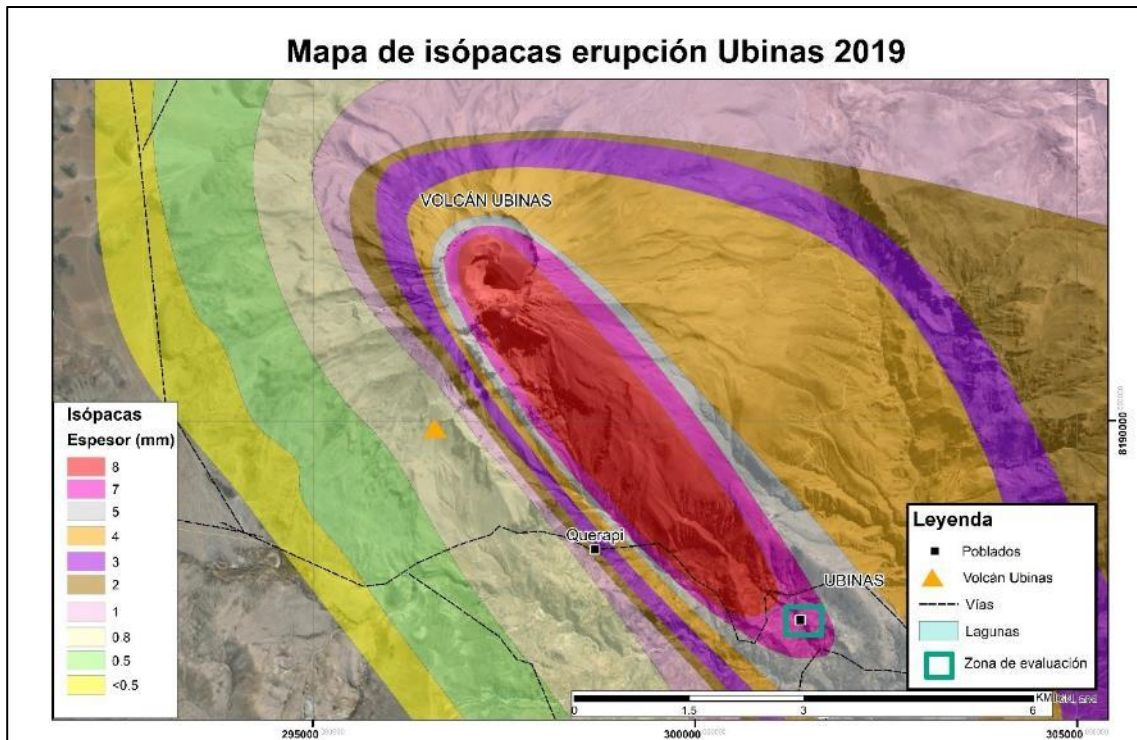 Mapa de isópacas erupción Ubinas 2019
VOLCÁN UBINAS
Querapi
UBINAS
Isópacas
Espesor (mm)
8
7
5
4
3
2
1
0.8
0.5
<0.5
Leyenda
Poblados
Volcán Ubinas
Vías
Lagunas
Zona de evaluación
0 1.5 3 6
295000 300000 305000
8190000